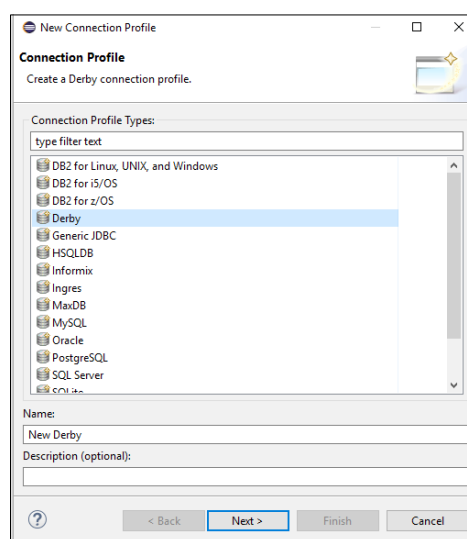 New Connection Profile
Connection Profile
Create a Derby connection profile.
Connection Profile Types:
type filter text
DB2 for Linux, UNIX, and Windows
DB2 for i5/OS
DB2 for z/OS
Derby
Generic JDBC
HSQLDB
Informix
Ingres
MaxDB
MySQL
Oracle
PostgreSQL
SQL Server
SQLite
Name:
New Derby
Description (optional):
? < Back Next > Finish Cancel